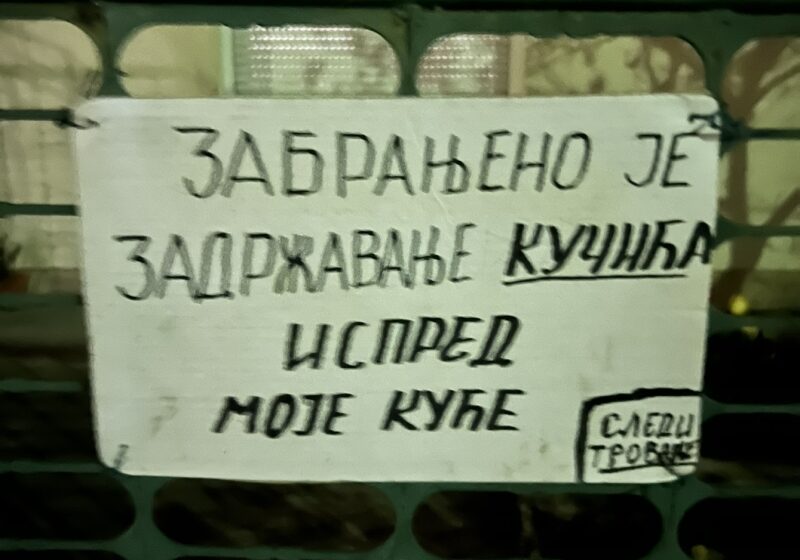 ЗАБРАЊЕНО ЈЕ
ЗАДРЖАВАЊЕ КУЧИЋА
ИСПРЕД
МОЈЕ КУЋЕ
СЛЕДИ
ТРОВАЊЕ